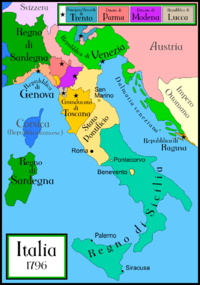 Svizzera
Principato Vescovile
di
Trento
Ducato di
Parma
Ducato di
Modena
Repubblica di
Lucca
Regno
di
Sardegna
Repubblica di
Venezia
Austria
Repubblica
di
Genova
San
Marino
Dalmazia veneziana
Impero
Ottomano
Granducato
di
Toscana
Stato
Pontificio
Corsica
(Repubblica francese)
Roma
Repubblica di
Ragusa
Pontecorvo
Benevento
Regno
di
Sardegna
Regno di Sicilia
Palermo
Siracusa
Italia
1796